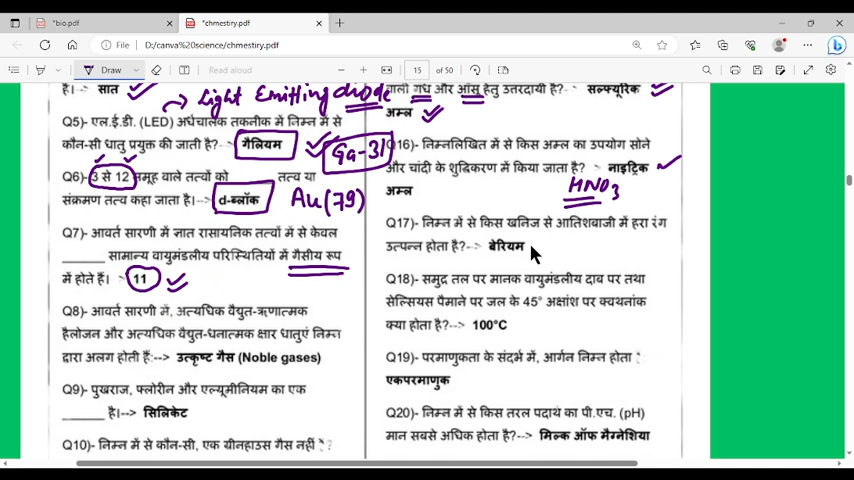 *bio.pdf
*chmestiry.pdf
File
D:/canva%20science/chmestiry.pdf
Draw
Read aloud
15
of 50
है।-> सात
Light Emitting diode
Q5)- एल.ई.डी. (LED) अर्धचालक तकनीक में निम्न में से
कौन-सी धातु प्रयुक्त की जाती है?-> गैलियम
Ga-31
Q6)- 3 से 12 समूह वाले तत्वों को तत्व या
संक्रमण तत्व कहा जाता है।-> d-ब्लॉक
Au(79)
Q7)- आवर्त सारणी में ज्ञात रासायनिक तत्वों में से केवल
______ सामान्य वायुमंडलीय परिस्थितियों में गैसीय रूप
में होते हैं। 11
Q8)- आवर्त सारणी में, अत्यधिक वैद्युत-ऋणात्मक
हैलोजन और अत्यधिक वैद्युत-धनात्मक क्षार धातुएं निम्न
द्वारा अलग होती हैं:--> उत्कृष्ट गैस (Noble gases)
Q9)- पुखराज, फ्लोरीन और एल्यूमीनियम का एक
______ है।--> सिलिकेट
Q10)- निम्न में से कौन-सी, एक ग्रीनहाउस गैस नहीं है?
वाली गंध और आँसू हेतु उत्तरदायी है?-> सल्फ्यूरिक
अम्ल
Q16)- निम्नलिखित में से किस अम्ल का उपयोग सोने
और चांदी के शुद्धिकरण में किया जाता है? -> नाइट्रिक
अम्ल
HNO3
Q17)- निम्न में से किस खनिज से आतिशबाजी में हरा रंग
उत्पन्न होता है?--> बेरियम
Q18)- समुद्र तल पर मानक वायुमंडलीय दाब पर तथा
सेल्सियस पैमाने पर जल के 45° अक्षांश पर क्वथनांक
क्या होता है?--> 100°C
Q19)- परमाणुकता के संदर्भ में, आर्गन निम्न होता :
एकपरमाणुक
Q20)- निम्न में से किस तरल पदार्थ का पी.एच. (pH)
मान सबसे अधिक होता है?--> मिल्क ऑफ मैग्नेशिया